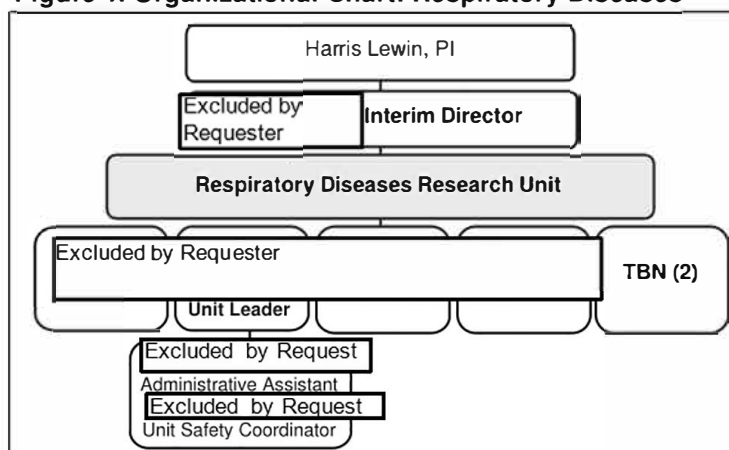 Figure 4. Organizational Chart: Respiratory Diseases
Harris Lewin, PI
Excluded by
Requester
Interim Director
Respiratory Diseases Research Unit
Excluded by Requester
TBN (2)
Unit Leader
Excluded by Request
Administrative Assistant
Excluded by Request
Unit Safety Coordinator